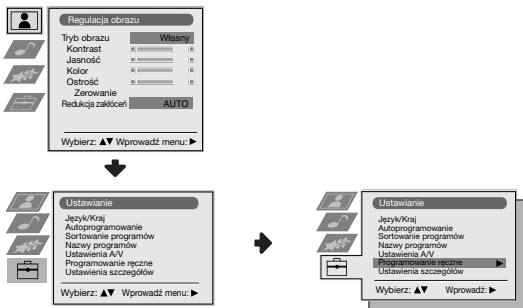 Regulacja obrazu
Tryb obrazu Własny
Kontrast
Jasność
Kolor
Ostrość
Zerowanie
Redukcja zakłóceń AUTO
Wybierz: ▲▼ Wprowadź menu: ▶
Ustawianie
Język/Kraj
Autoprogramowanie
Sortowanie programów
Nazwy programów
Ustawienia A/V
Programowanie ręczne
Ustawienia szczegółów
Wybierz: ▲▼ Wprowadź menu: ▶
Ustawianie
Język/Kraj
Autoprogramowanie
Sortowanie programów
Nazwy programów
Ustawienia A/V
Programowanie ręczne ▶
Ustawienia szczegółów
Wybierz: ▲▼ Wprowadź: ▶